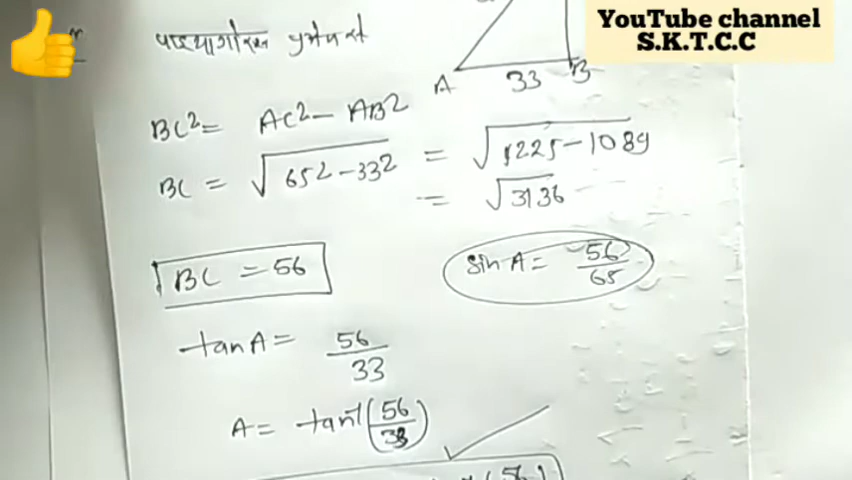 YouTube channel
S.K.T.C.C
A 33 B
BC² = AC² - AB²
BC = √652 - 33² = √4225 - 1089
= √3136
BC = 56
sin A = 56/65
tan A = 56/33
A = tan⁻¹(56/33)